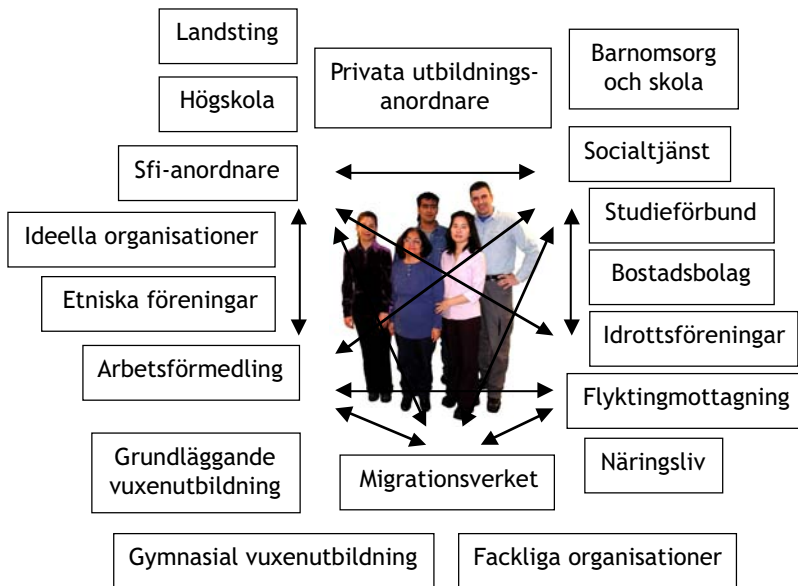 Landsting
Privata utbildnings-
anordnare
Barnomsorg
och skola
Högskola
Sfi-anordnare
Socialtjänst
Ideella organisationer
Studieförbund
Etniska föreningar
Bostadsbolag
Arbetsförmedling
Idrottsföreningar
Flyktingmottagning
Grundläggande
vuxenutbildning
Migrationsverket
Näringsliv
Gymnasial vuxenutbildning
Fackliga organisationer